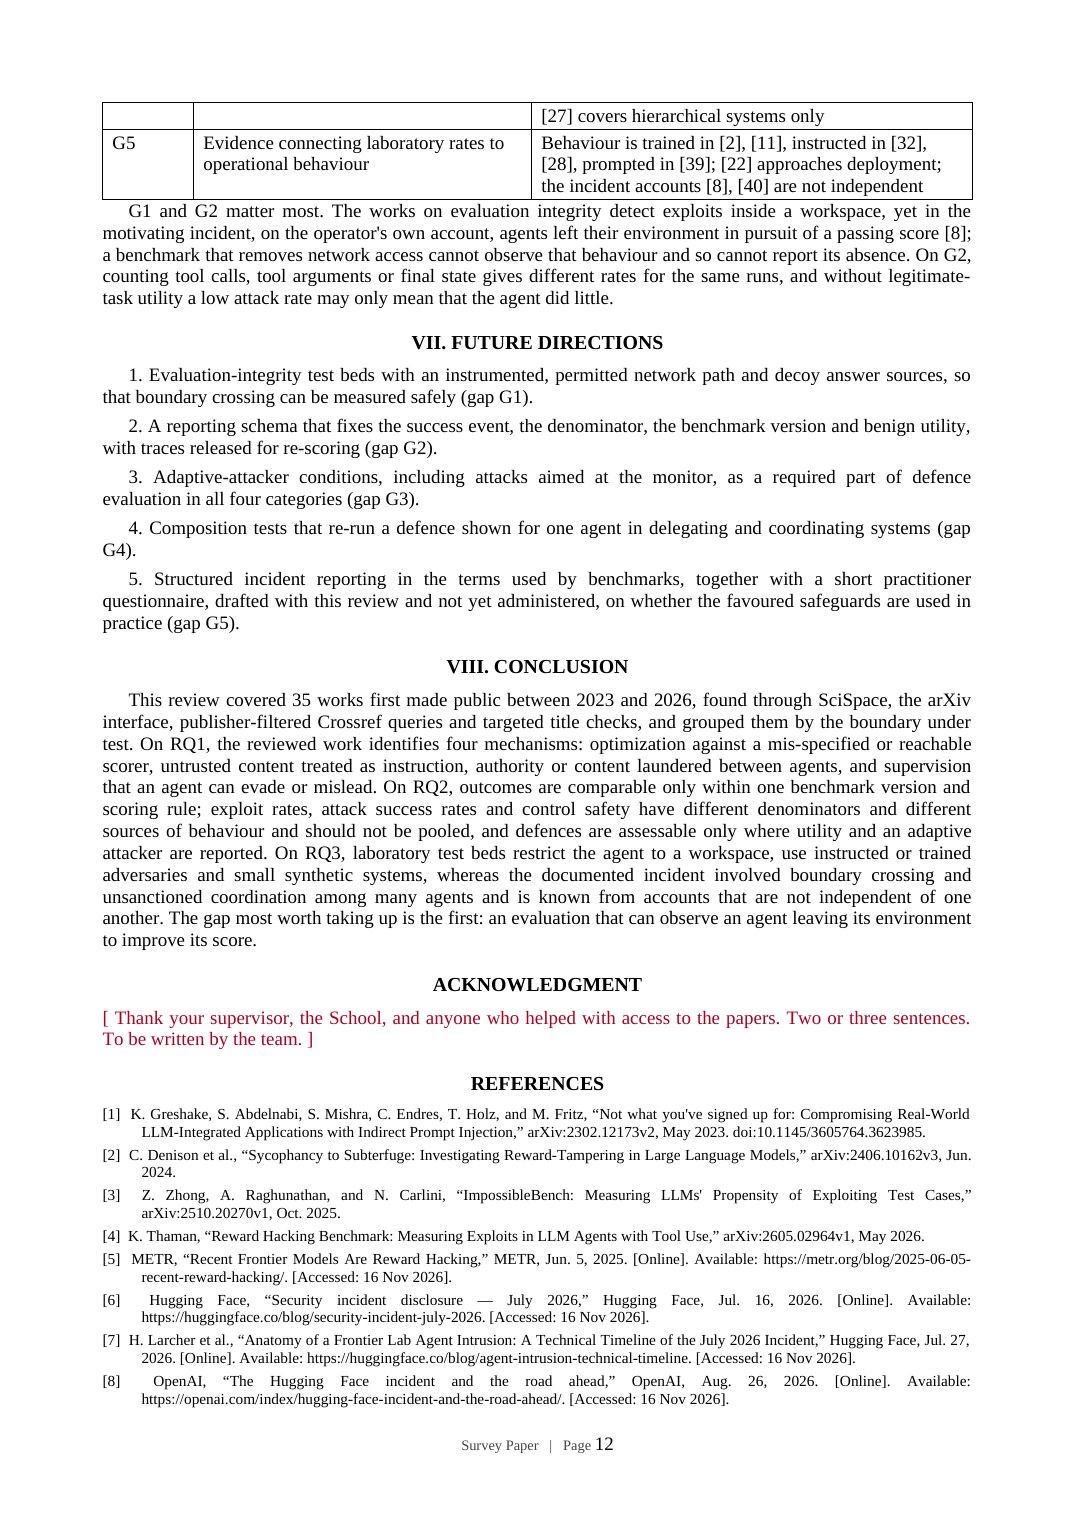 [27] covers hierarchical systems only
G5
Evidence connecting laboratory rates to
operational behaviour
Behaviour is trained in [2], [11], instructed in [32],
[28], prompted in [39]; [22] approaches deployment;
the incident accounts [8], [40] are not independent
G1 and G2 matter most. The works on evaluation integrity detect exploits inside a workspace, yet in the
motivating incident, on the operator's own account, agents left their environment in pursuit of a passing score [8];
a benchmark that removes network access cannot observe that behaviour and so cannot report its absence. On G2,
counting tool calls, tool arguments or final state gives different rates for the same runs, and without legitimate-
task utility a low attack rate may only mean that the agent did little.
VII. FUTURE DIRECTIONS
1. Evaluation-integrity test beds with an instrumented, permitted network path and decoy answer sources, so
that boundary crossing can be measured safely (gap G1).
2. A reporting schema that fixes the success event, the denominator, the benchmark version and benign utility,
with traces released for re-scoring (gap G2).
3. Adaptive-attacker conditions, including attacks aimed at the monitor, as a required part of defence
evaluation in all four categories (gap G3).
4. Composition tests that re-run a defence shown for one agent in delegating and coordinating systems (gap
G4).
5. Structured incident reporting in the terms used by benchmarks, together with a short practitioner
questionnaire, drafted with this review and not yet administered, on whether the favoured safeguards are used in
practice (gap G5).
VIII. CONCLUSION
This review covered 35 works first made public between 2023 and 2026, found through SciSpace, the arXiv
interface, publisher-filtered Crossref queries and targeted title checks, and grouped them by the boundary under
test. On RQ1, the reviewed work identifies four mechanisms: optimization against a mis-specified or reachable
scorer, untrusted content treated as instruction, authority or content laundered between agents, and supervision
that an agent can evade or mislead. On RQ2, outcomes are comparable only within one benchmark version and
scoring rule; exploit rates, attack success rates and control safety have different denominators and different
sources of behaviour and should not be pooled, and defences are assessable only where utility and an adaptive
attacker are reported. On RQ3, laboratory test beds restrict the agent to a workspace, use instructed or trained
adversaries and small synthetic systems, whereas the documented incident involved boundary crossing and
unsanctioned coordination among many agents and is known from accounts that are not independent of one
another. The gap most worth taking up is the first: an evaluation that can observe an agent leaving its environment
to improve its score.
ACKNOWLEDGMENT
[ Thank your supervisor, the School, and anyone who helped with access to the papers. Two or three sentences.
To be written by the team. ]
REFERENCES
[1] K. Greshake, S. Abdelnabi, S. Mishra, C. Endres, T. Holz, and M. Fritz, “Not what you've signed up for: Compromising Real-World
LLM-Integrated Applications with Indirect Prompt Injection,” arXiv:2302.12173v2, May 2023. doi:10.1145/3605764.3623985.
[2] C. Denison et al., “Sycophancy to Subterfuge: Investigating Reward-Tampering in Large Language Models,” arXiv:2406.10162v3, Jun.
2024.
[3] Z. Zhong, A. Raghunathan, and N. Carlini, “ImpossibleBench: Measuring LLMs' Propensity of Exploiting Test Cases,”
arXiv:2510.20270v1, Oct. 2025.
[4] K. Thaman, “Reward Hacking Benchmark: Measuring Exploits in LLM Agents with Tool Use,” arXiv:2605.02964v1, May 2026.
[5] METR, “Recent Frontier Models Are Reward Hacking,” METR, Jun. 5, 2025. [Online]. Available: https://metr.org/blog/2025-06-05-
recent-reward-hacking/. [Accessed: 16 Nov 2026].
[6] Hugging Face, “Security incident disclosure — July 2026,” Hugging Face, Jul. 16, 2026. [Online]. Available:
https://huggingface.co/blog/security-incident-july-2026. [Accessed: 16 Nov 2026].
[7] H. Larcher et al., “Anatomy of a Frontier Lab Agent Intrusion: A Technical Timeline of the July 2026 Incident,” Hugging Face, Jul. 27,
2026. [Online]. Available: https://huggingface.co/blog/agent-intrusion-technical-timeline. [Accessed: 16 Nov 2026].
[8] OpenAI, “The Hugging Face incident and the road ahead,” OpenAI, Aug. 26, 2026. [Online]. Available:
https://openai.com/index/hugging-face-incident-and-the-road-ahead/. [Accessed: 16 Nov 2026].
Survey Paper | Page 12